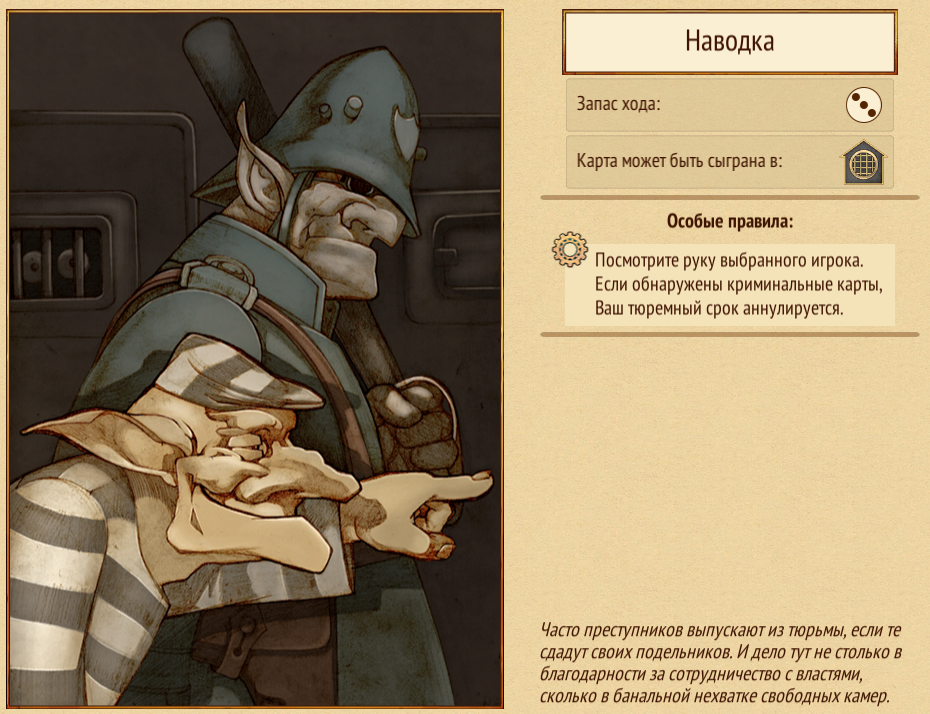 Наводка
Запас хода:
Карта может быть сыграна в:
Особые правила:
Посмотрите руку выбранного игрока.
Если обнаружены криминальные карты,
Ваш тюремный срок аннулируется.
Часто преступников выпускают из тюрьмы, если те
сдадут своих подельников. И дело тут не столько в
благодарности за сотрудничество с властями,
сколько в банальной нехватке свободных камер.